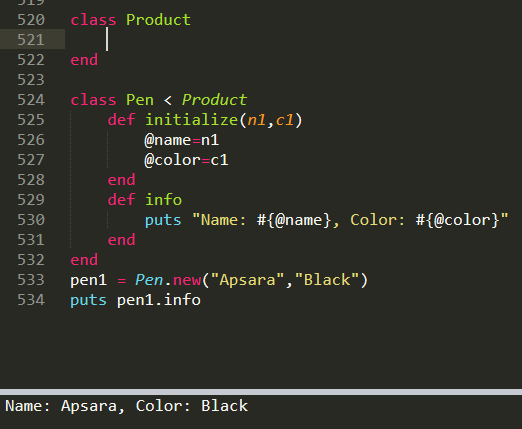 519
520 class Product
521
522 end
523
524 class Pen < Product
525     def initialize(n1,c1)
526         @name=n1
527         @color=c1
528     end
529     def info
530         puts "Name: #{@name}, Color: #{@color}"
531     end
532 end
533 pen1 = Pen.new("Apsara","Black")
534 puts pen1.info
Name: Apsara, Color: Black